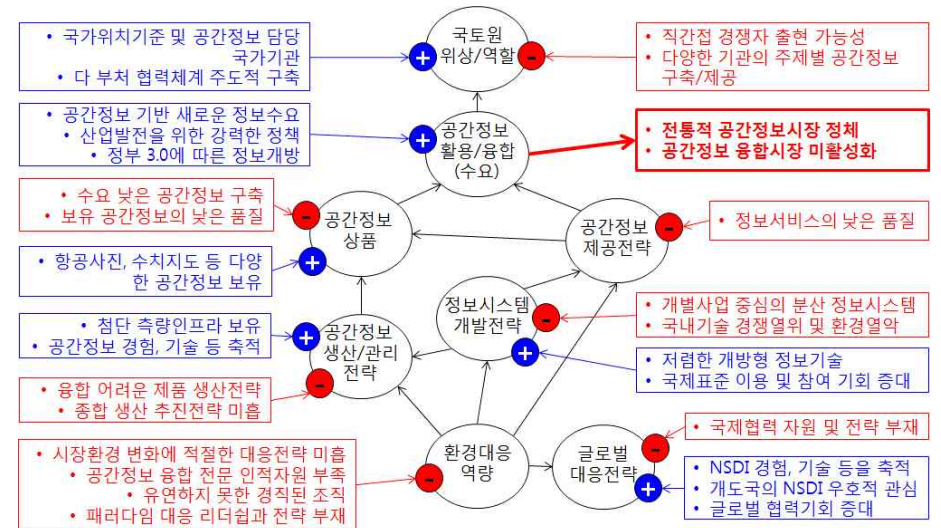 • 국가위치기준 및 공간정보 담당
국가기관
• 다 부처 협력체계 주도적 구축
+
국토원
위상/역할
-
• 직간접 경쟁자 출현 가능성
• 다양한 기관의 주제별 공간정보
구축/제공
• 공간정보 기반 새로운 정보수요
• 산업발전을 위한 강력한 정책
• 정부 3.0에 따른 정보개방
+
공간정보
활용/융합
(수요)
• 전통적 공간정보시장 정체
• 공간정보 융합시장 미활성화
• 수요 낮은 공간정보 구축
• 보유 공간정보의 낮은 품질
-
공간정보
상품
공간정보
제공전략
-
• 정보서비스의 낮은 품질
• 항공사진, 수치지도 등 다양
한 공간정보 보유
+
• 첨단 측량인프라 보유
• 공간정보 경험, 기술 등 축적
+
공간정보
생산/관리
전략
정보시스템
개발전략
-
• 개별사업 중심의 분산 정보시스템
• 국내기술 경쟁열위 및 환경열악
+
• 저렴한 개방형 정보기술
• 국제표준 이용 및 참여 기회 증대
• 융합 어려운 제품 생산전략
• 종합 생산 추진전략 미흡
-
• 시장환경 변화에 적절한 대응전략 미흡
• 공간정보 융합 전문 인적자원 부족
• 유연하지 못한 경직된 조직
• 패러다임 대응 리더쉽과 전략 부재
-
환경대응
역량
글로벌
대응전략
-
• 국제협력 자원 및 전략 부재
+
• NSDI 경험, 기술 등을 축적
• 개도국의 NSDI 우호적 관심
• 글로벌 협력기회 증대